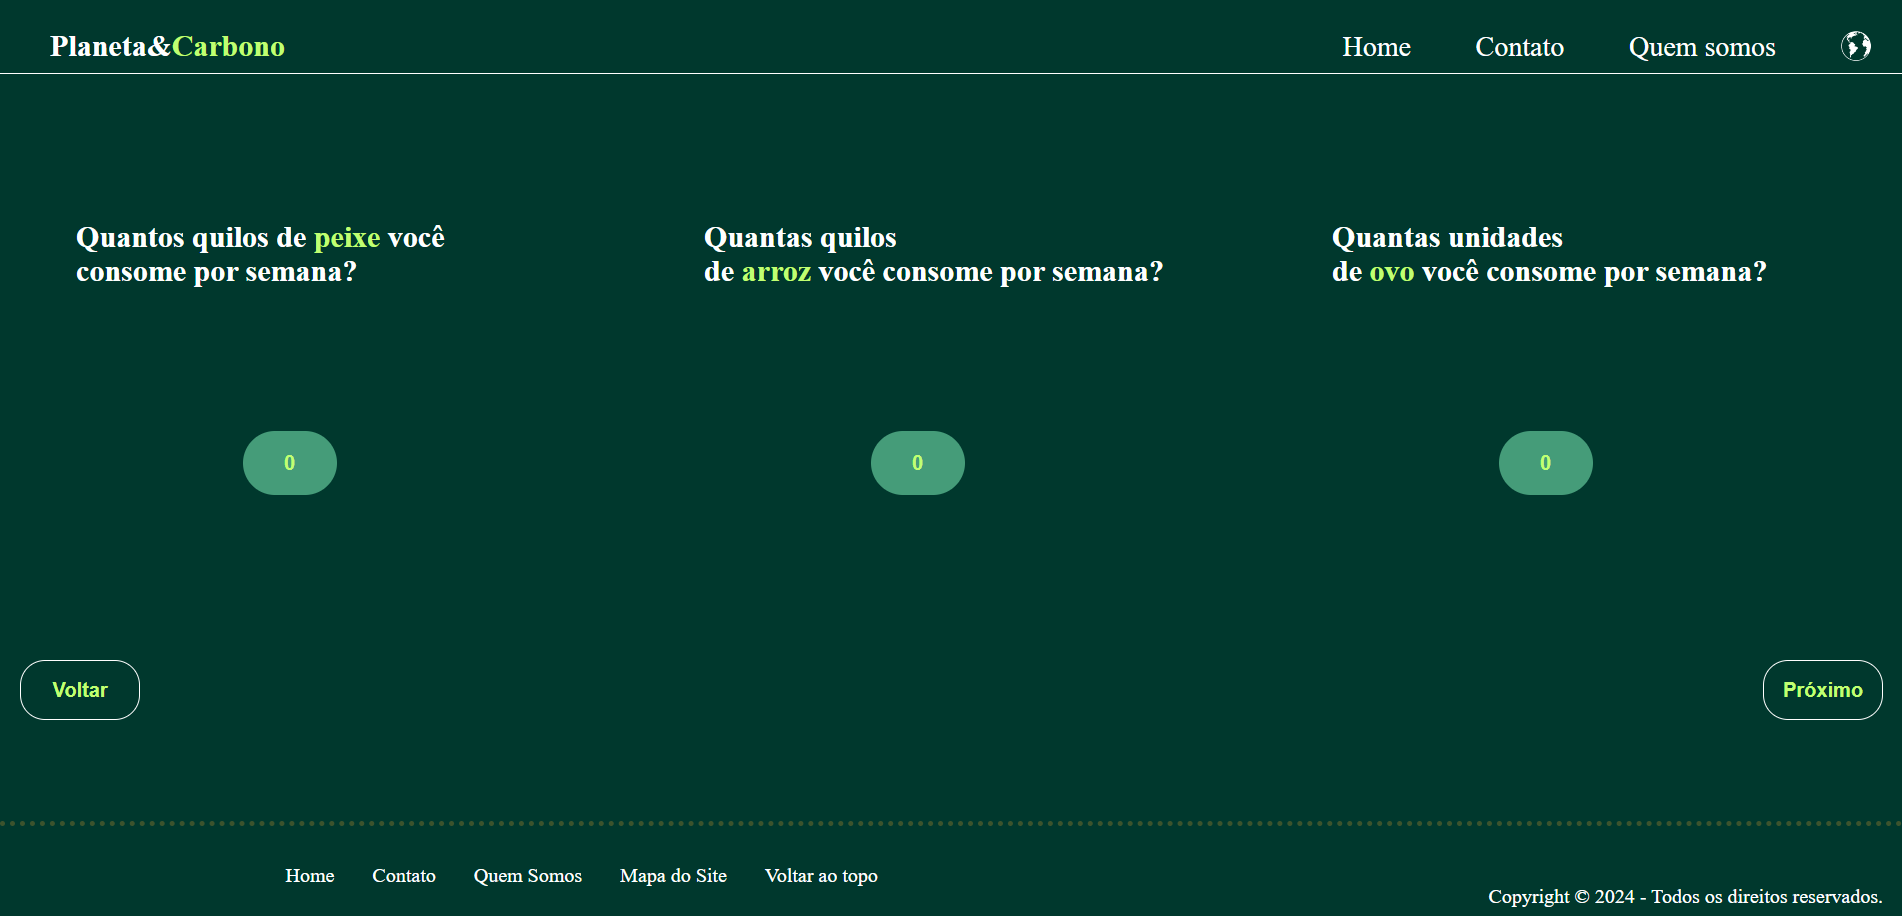 Planeta&Carbono
Home
Contato
Quem somos
Quantos quilos de peixe você
consome por semana?
Quantas quilos
de arroz você consome por semana?
Quantas unidades
de ovo você consome por semana?
0
0
0
Voltar
Próximo
Home
Contato
Quem Somos
Mapa do Site
Voltar ao topo
Copyright © 2024 - Todos os direitos reservados.